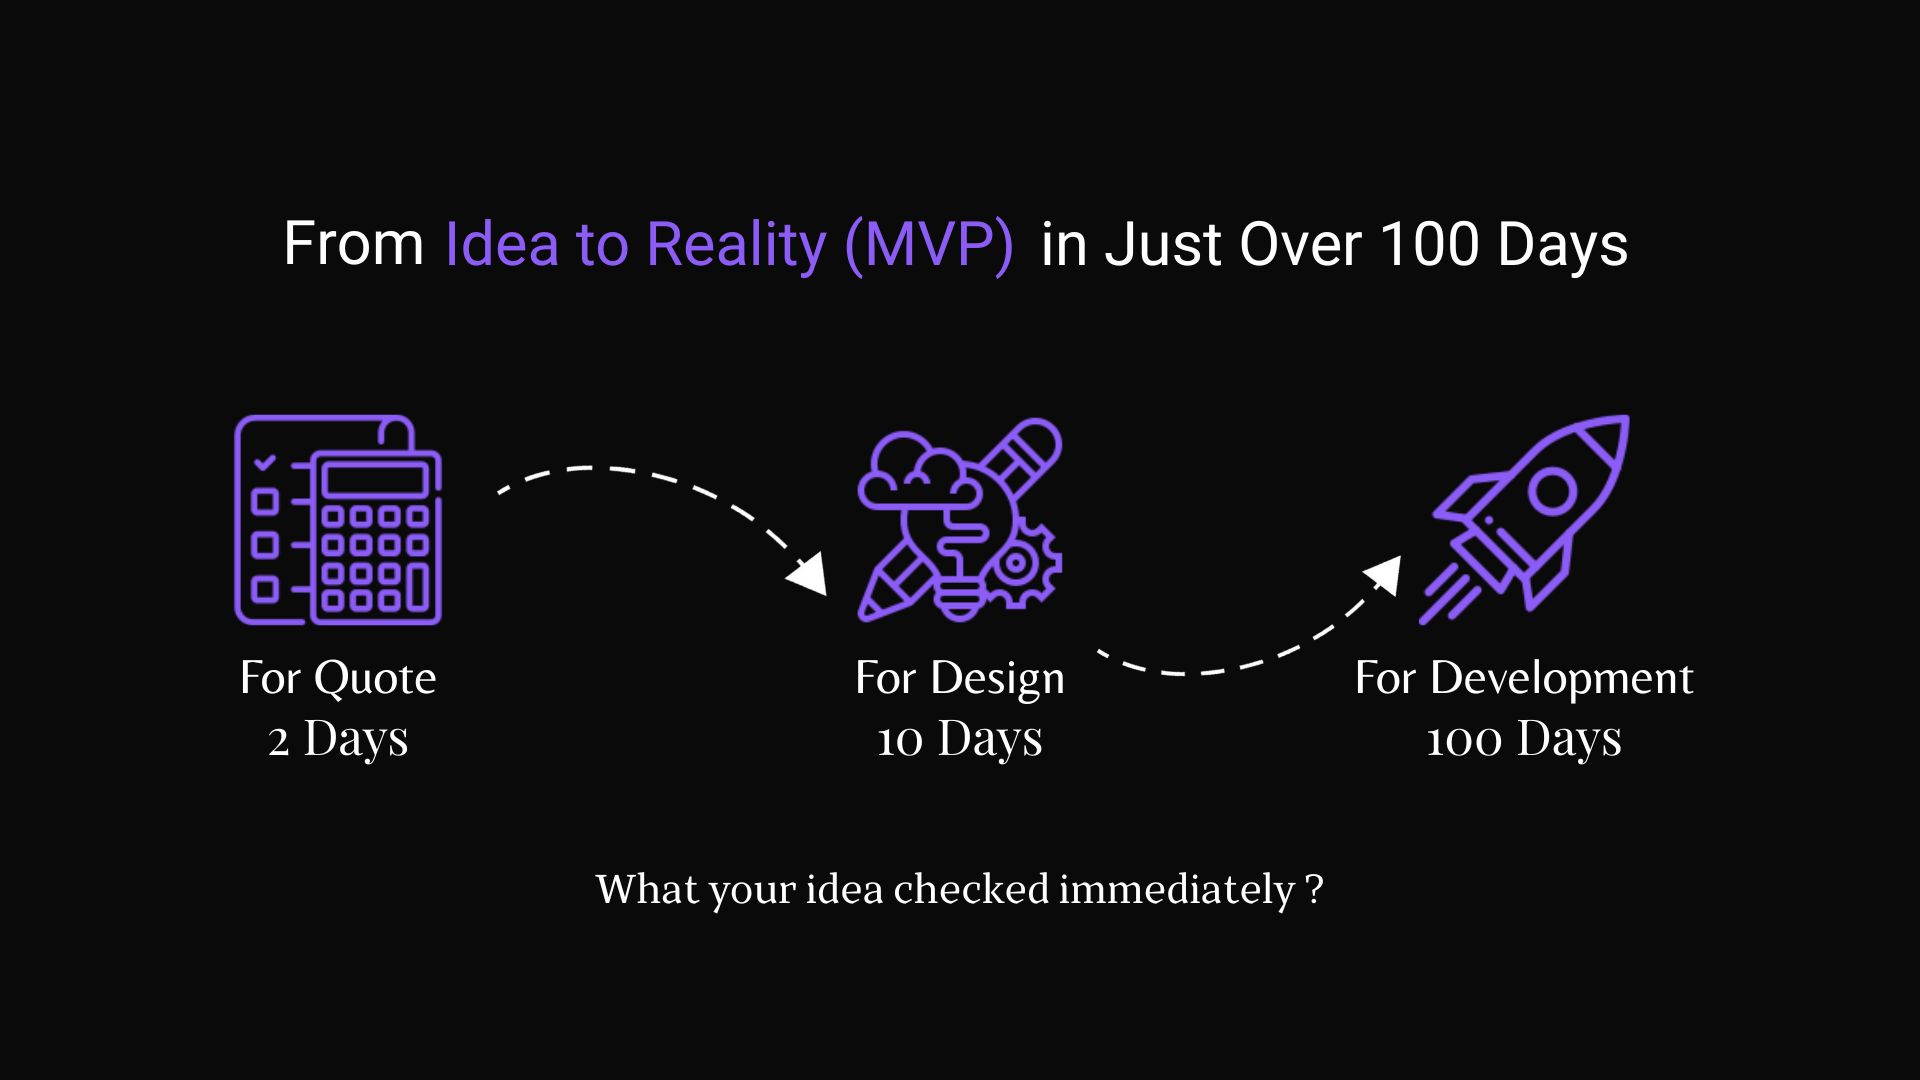 From Idea to Reality (MVP) in Just Over 100 Days
For Quote
2 Days
For Design
10 Days
For Development
100 Days
What your idea checked immediately ?